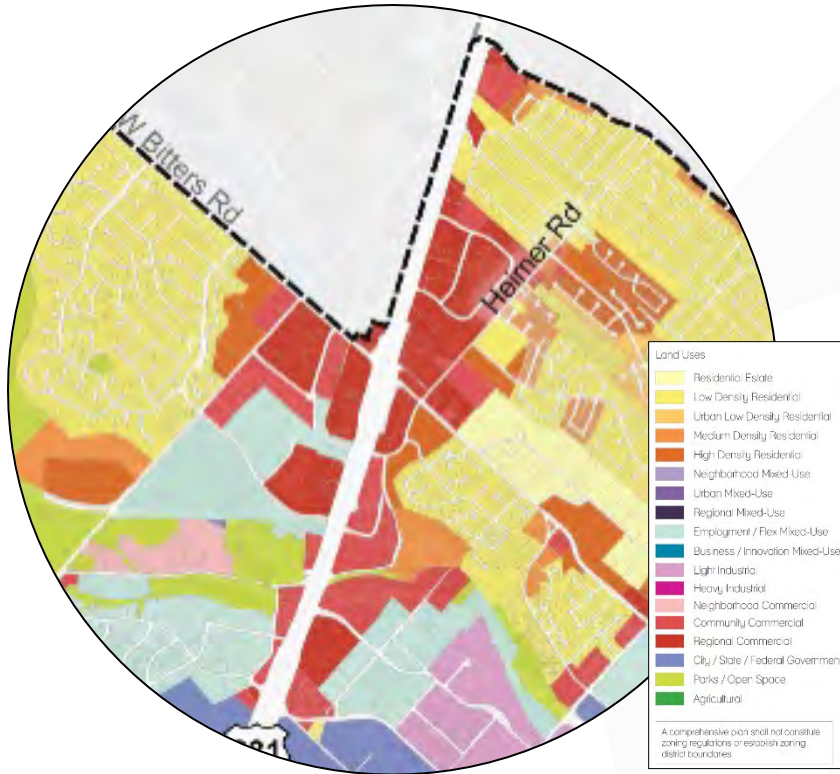 W Bitters Rd
Heimer Rd
281
Land Uses
Residential Estate
Low Density Residential
Urban Low Density Residential
Medium Density Residential
High Density Residential
Neighborhood Mixed-Use
Urban Mixed-Use
Regional Mixed-Use
Employment / Flex Mixed-Use
Business / Innovation Mixed-Use
Light Industrial
Heavy Industrial
Neighborhood Commercial
Community Commercial
Regional Commercial
City / State / Federal Governmen
Parks / Open Space
Agricultural
A comprehensive plan shall not constitute
zoning regulations or establish zoning
district boundaries.